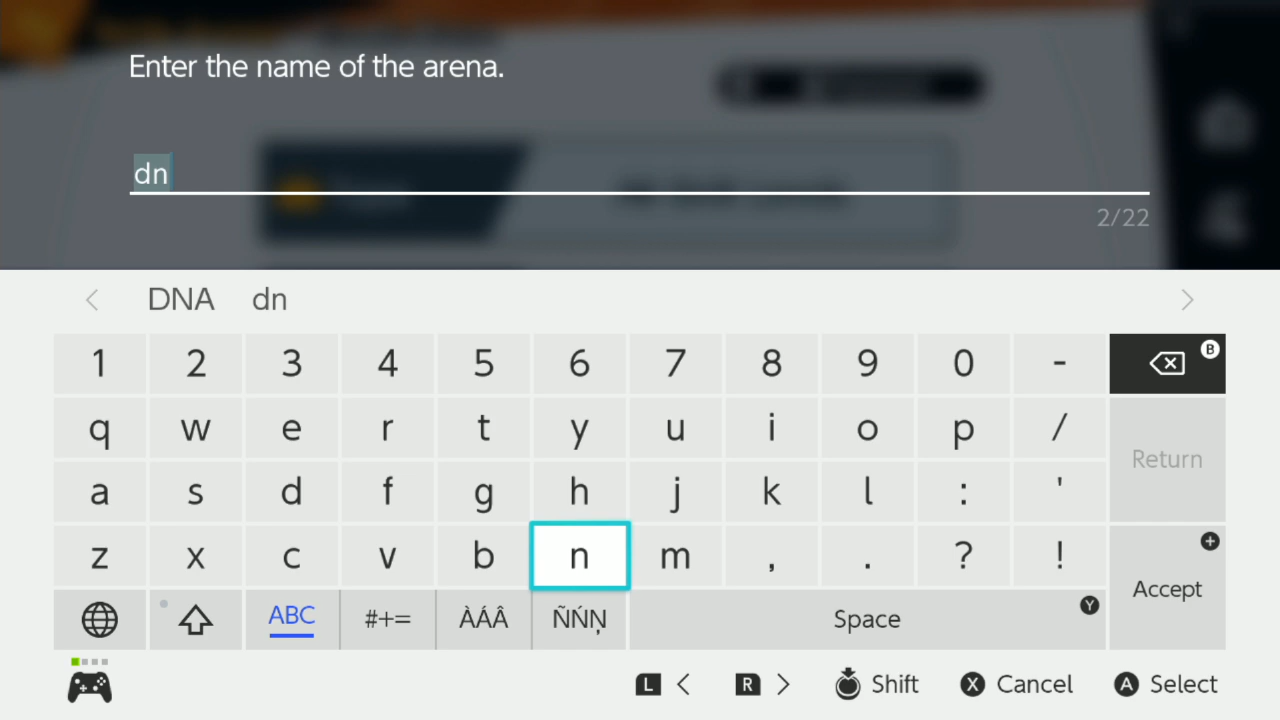 Enter the name of the arena.
dn
2/22
< DNA dn >
1 2 3 4 5 6 7 8 9 0 - B
q w e r t y u i o p /
Return
a s d f g h j k l : '
z x c v b n m , . ? ! +
Accept
ABC #+= ÀÁÂ ÑŃŅ Space Y
L < R > Shift X Cancel A Select